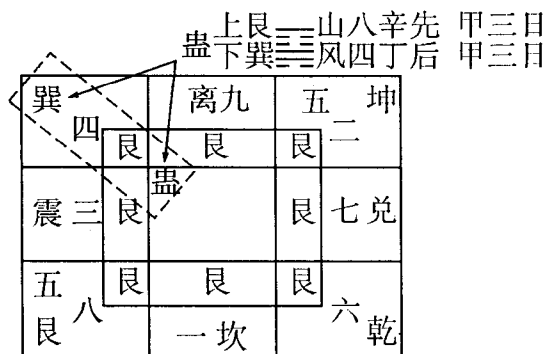 上艮 山八辛先 甲三日
蛊
下巽 风四丁后 甲三日
巽 离九 五 坤
四 二
艮 艮 艮
蛊
震三 艮 艮 七兑
五 艮 艮 艮
八 六
艮 一坎 乾